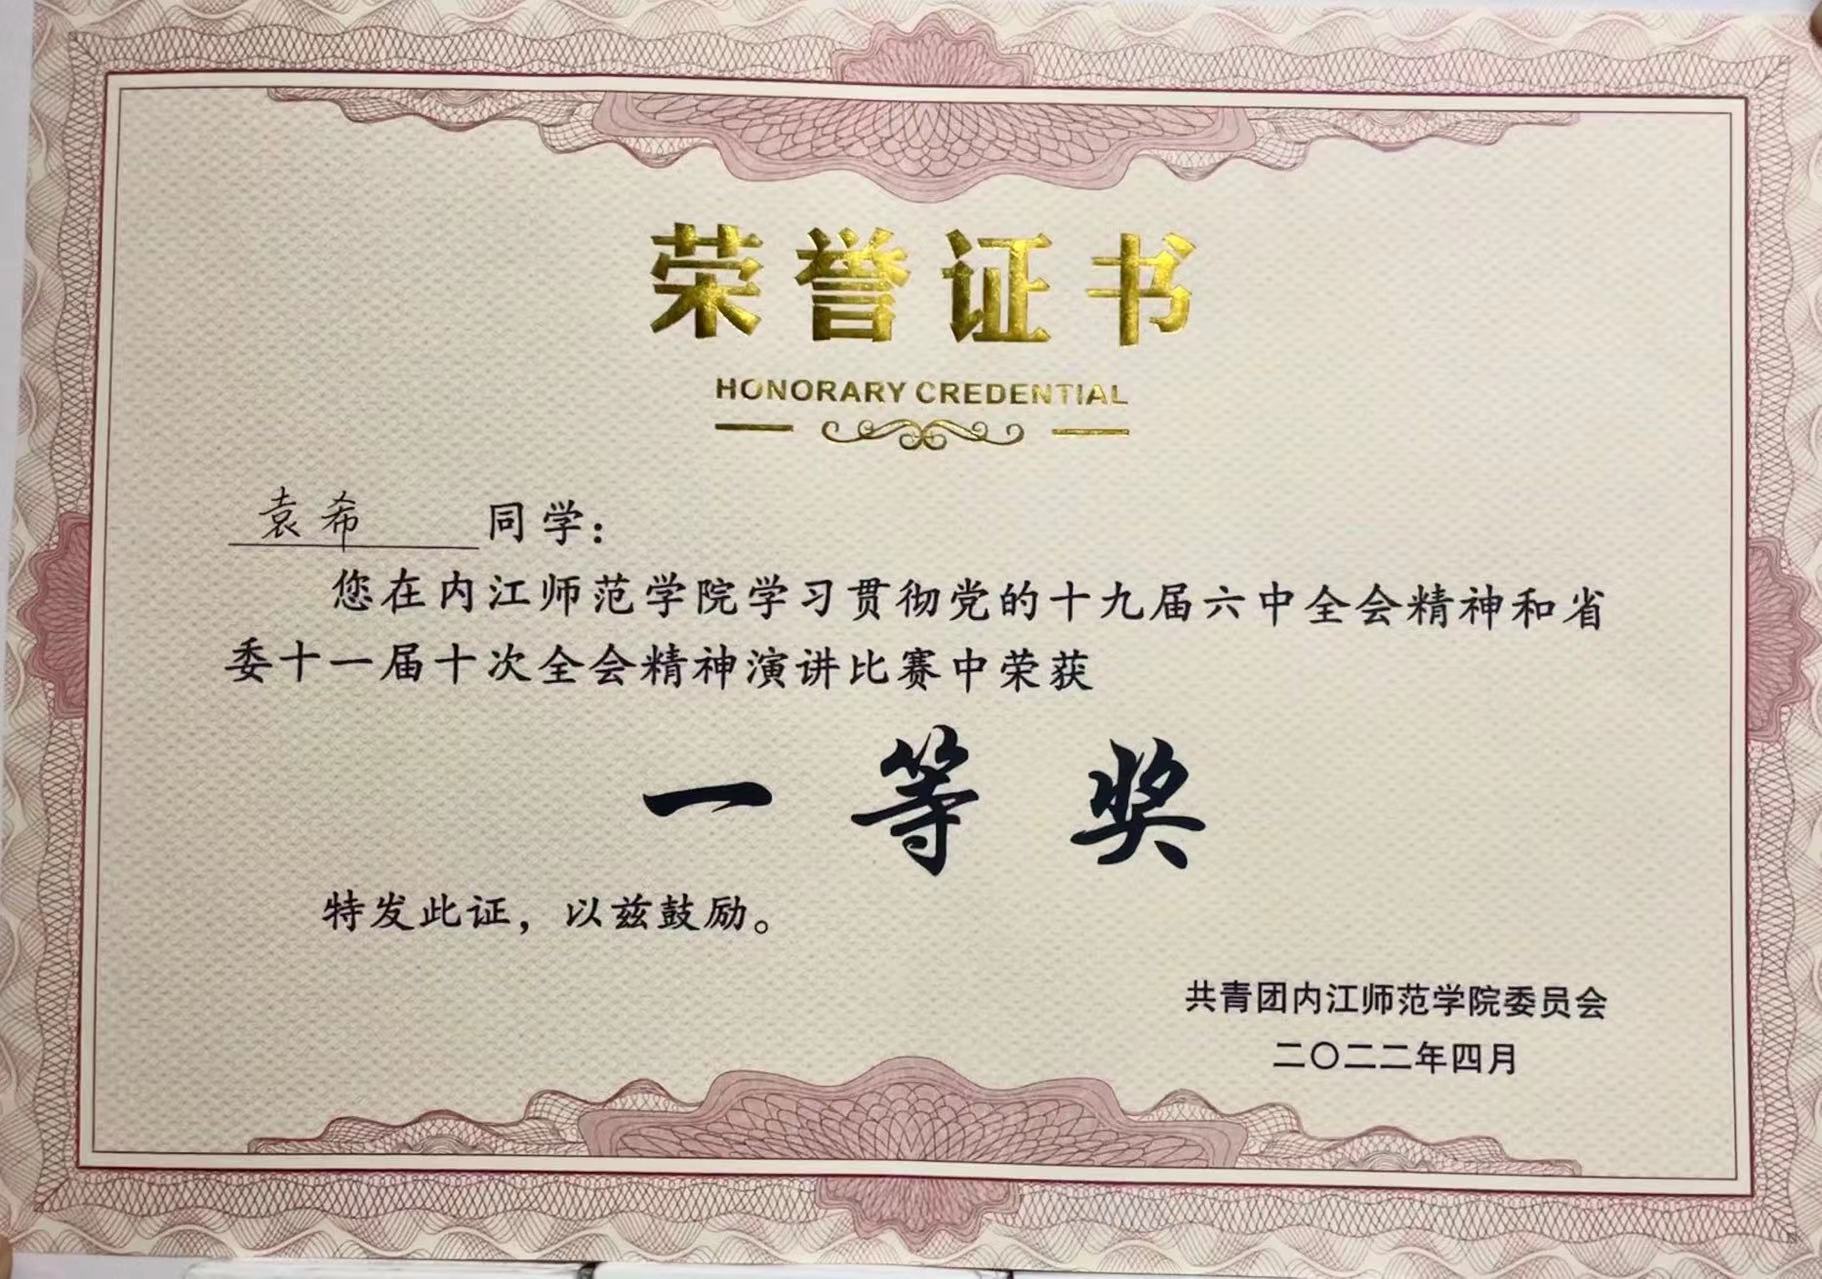 荣誉证书
HONORARY CREDENTIAL
袁希 同学：
您在内江师范学院学习贯彻党的十九届六中全会精神和省
委十一届十次全会精神演讲比赛中荣获
一等奖
特发此证，以兹鼓励。
共青团内江师范学院委员会
二〇二二年四月